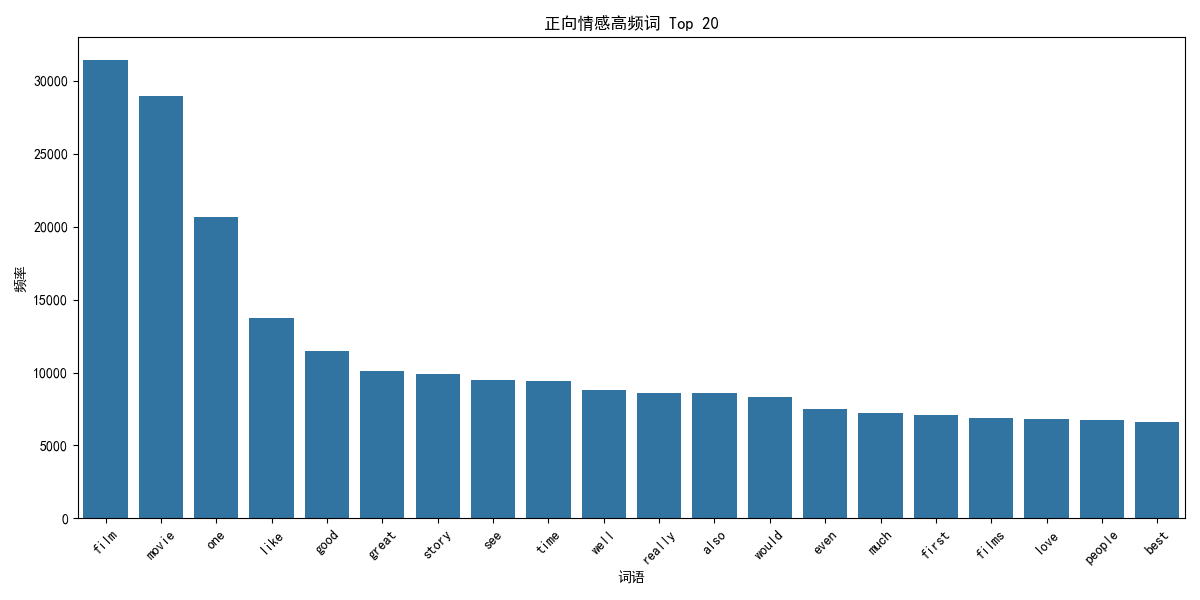 正向情感高频词 Top 20
频率
30000
25000
20000
15000
10000
5000
0
film movie one like good great story see time well really also would even much first films love people best
词语